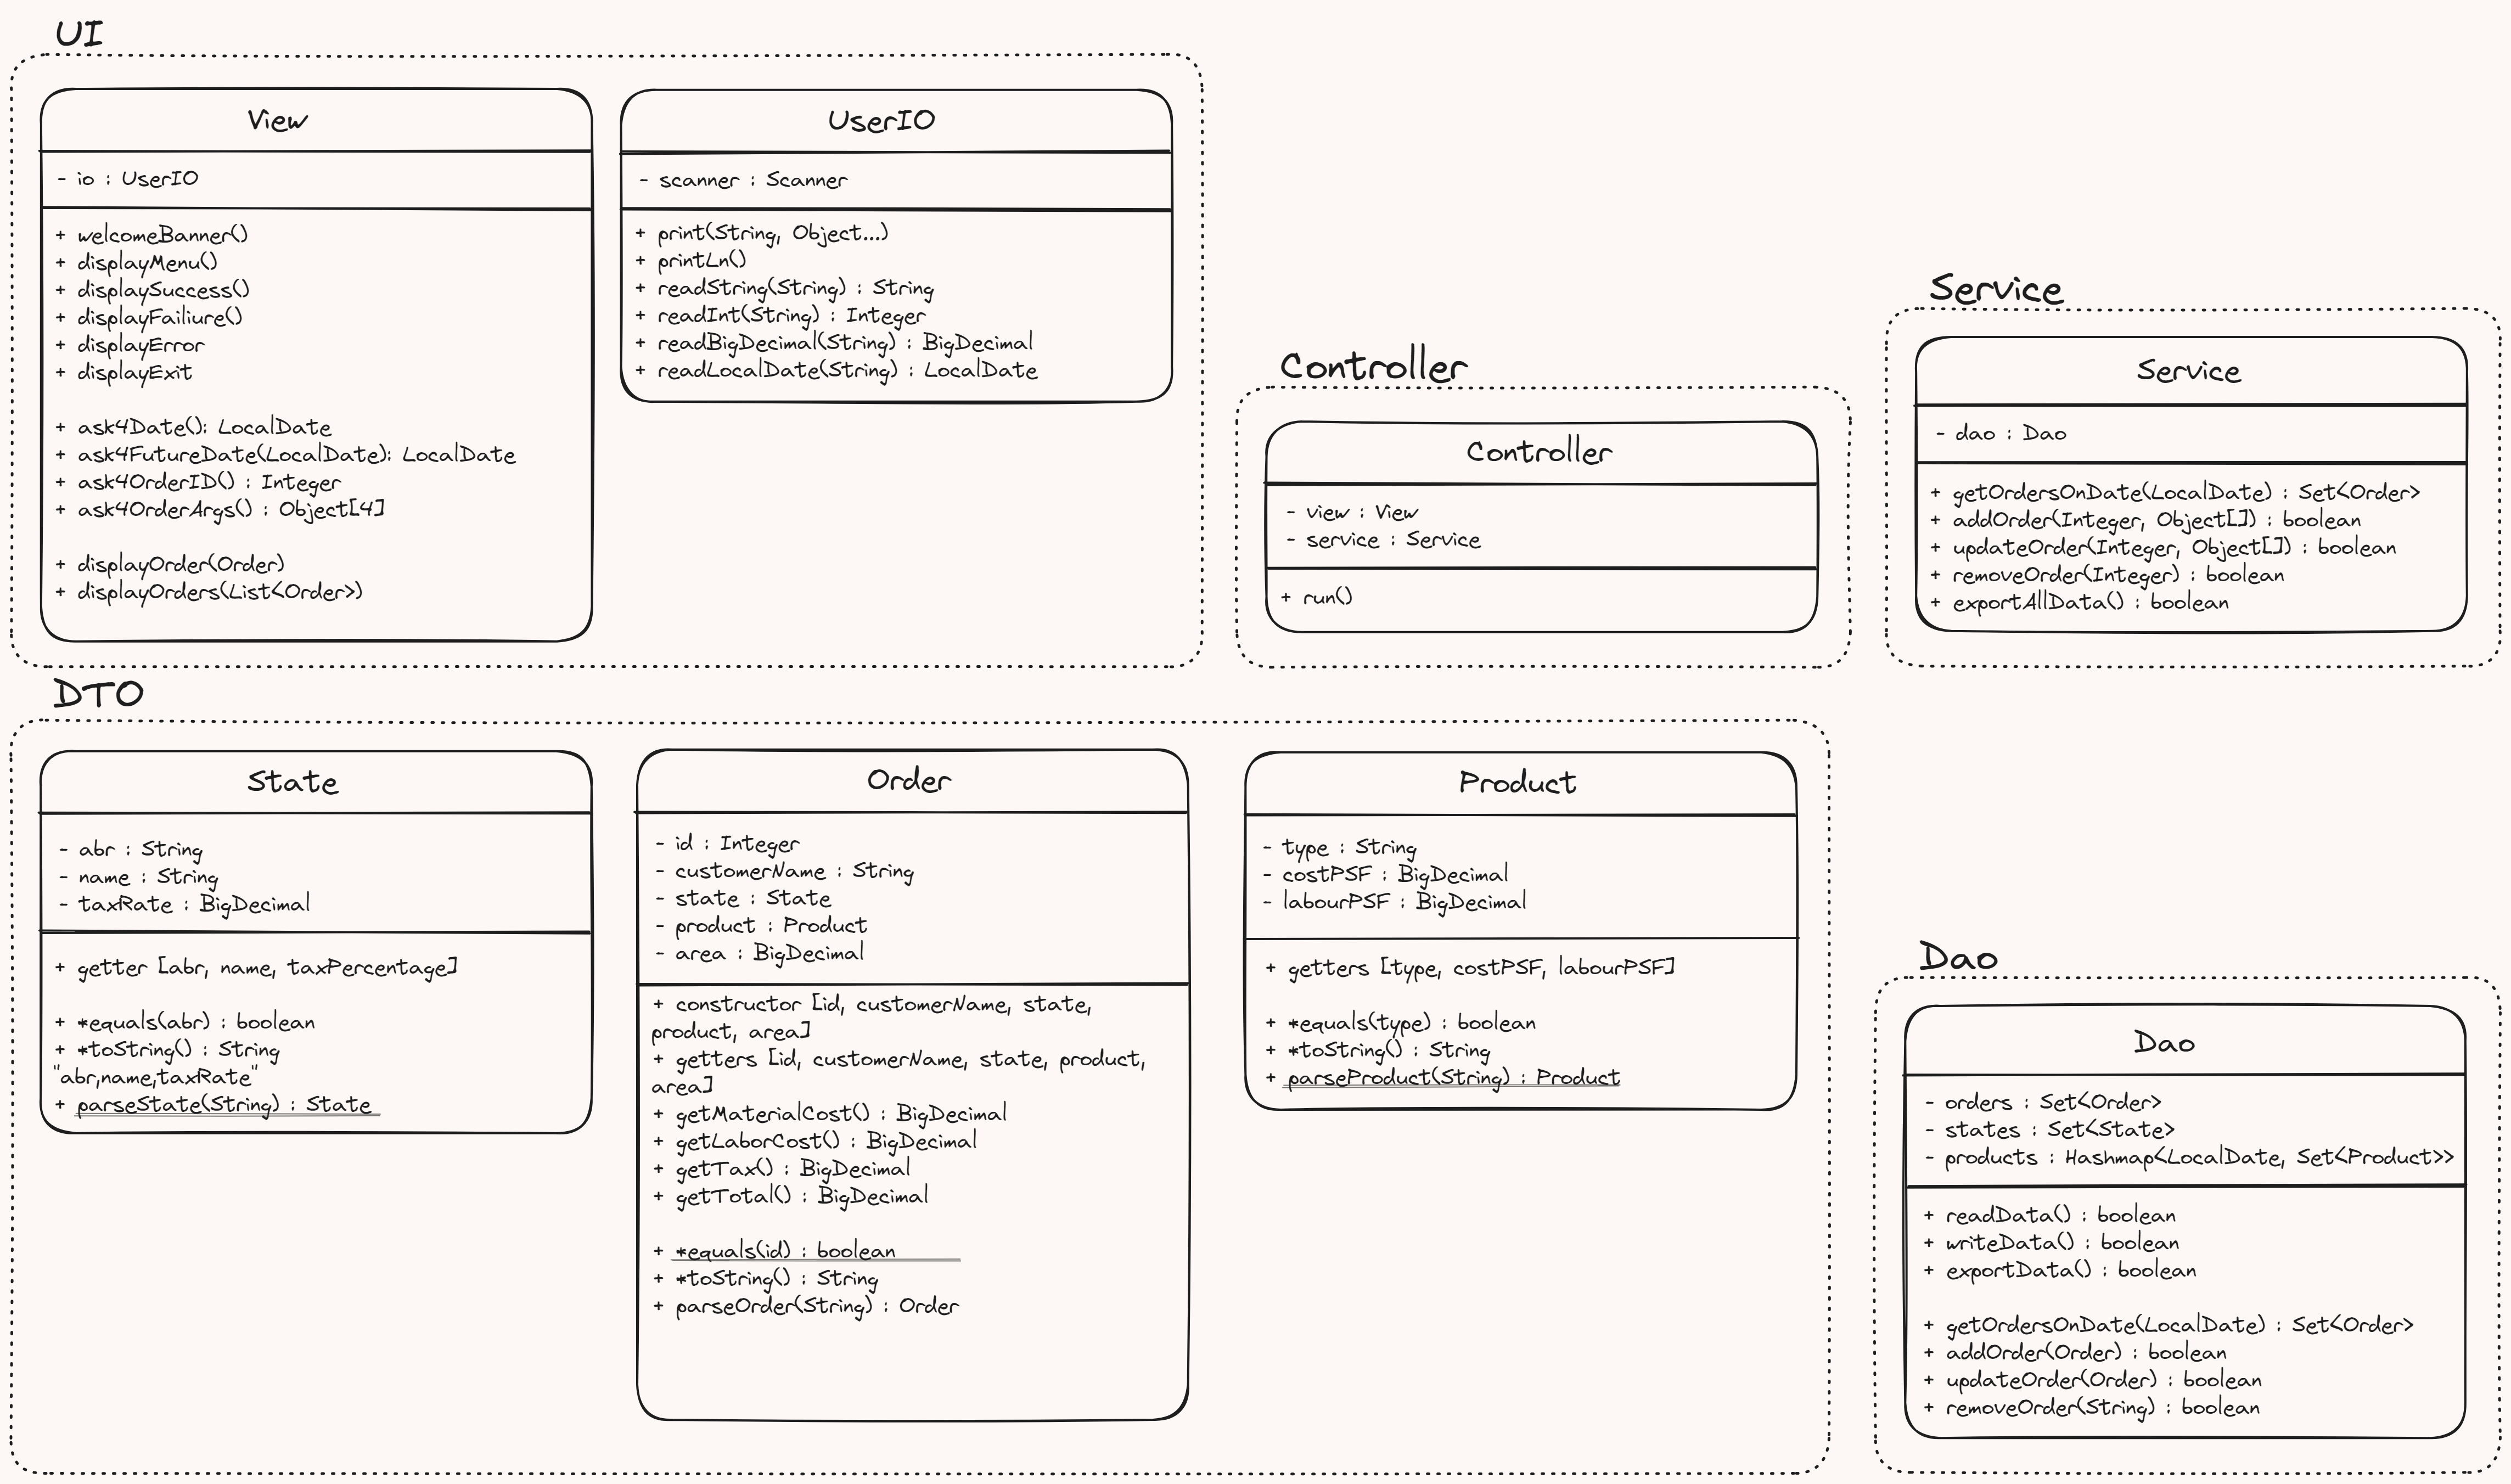 UI
View
- io : UserIO
+ welcomeBanner()
+ displayMenu()
+ displaySuccess()
+ displayFailiure()
+ displayError
+ displayExit
+ ask4Date(): LocalDate
+ ask4FutureDate(LocalDate): LocalDate
+ ask4OrderID() : Integer
+ ask4OrderArgs() : Object[4]
+ displayOrder(Order)
+ displayOrders(List<Order>)
UserIO
- scanner : Scanner
+ print(String, Object...)
+ printLn()
+ readString(String) : String
+ readInt(String) : Integer
+ readBigDecimal(String) : BigDecimal
+ readLocalDate(String) : LocalDate
Controller
Controller
- view : View
- service : Service
+ run()
Service
Service
- dao : Dao
+ getOrdersOnDate(LocalDate) : Set<Order>
+ addOrder(Integer, Object[]) : boolean
+ updateOrder(Integer, Object[]) : boolean
+ removeOrder(Integer) : boolean
+ exportAllData() : boolean
DTO
State
- abr : String
- name : String
- taxRate : BigDecimal
+ getter [abr, name, taxPercentage]
+ *equals(abr) : boolean
+ *toString() : String
"abr,name,taxRate"
+ parseState(String) : State
Order
- id : Integer
- customerName : String
- state : State
- product : Product
- area : BigDecimal
+ constructor [id, customerName, state,
product, area]
+ getters [id, customerName, state, product,
area]
+ getMaterialCost() : BigDecimal
+ getLaborCost() : BigDecimal
+ getTax() : BigDecimal
+ getTotal() : BigDecimal
+ *equals(id) : boolean
+ *toString() : String
+ parseOrder(String) : Order
Product
- type : String
- costPSF : BigDecimal
- labourPSF : BigDecimal
+ getters [type, costPSF, labourPSF]
+ *equals(type) : boolean
+ *toString() : String
+ parseProduct(String) : Product
Dao
Dao
- orders : Set<Order>
- states : Set<State>
- products : Hashmap<LocalDate, Set<Product>>
+ readData() : boolean
+ writeData() : boolean
+ exportData() : boolean
+ getOrdersOnDate(LocalDate) : Set<Order>
+ addOrder(Order) : boolean
+ updateOrder(Order) : boolean
+ removeOrder(String) : boolean